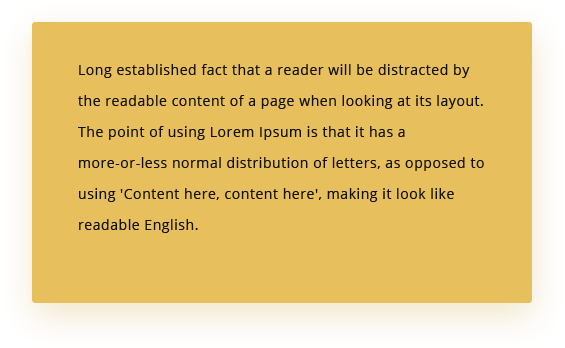 Long established fact that a reader will be distracted by
the readable content of a page when looking at its layout.
The point of using Lorem Ipsum is that it has a
more-or-less normal distribution of letters, as opposed to
using 'Content here, content here', making it look like
readable English.